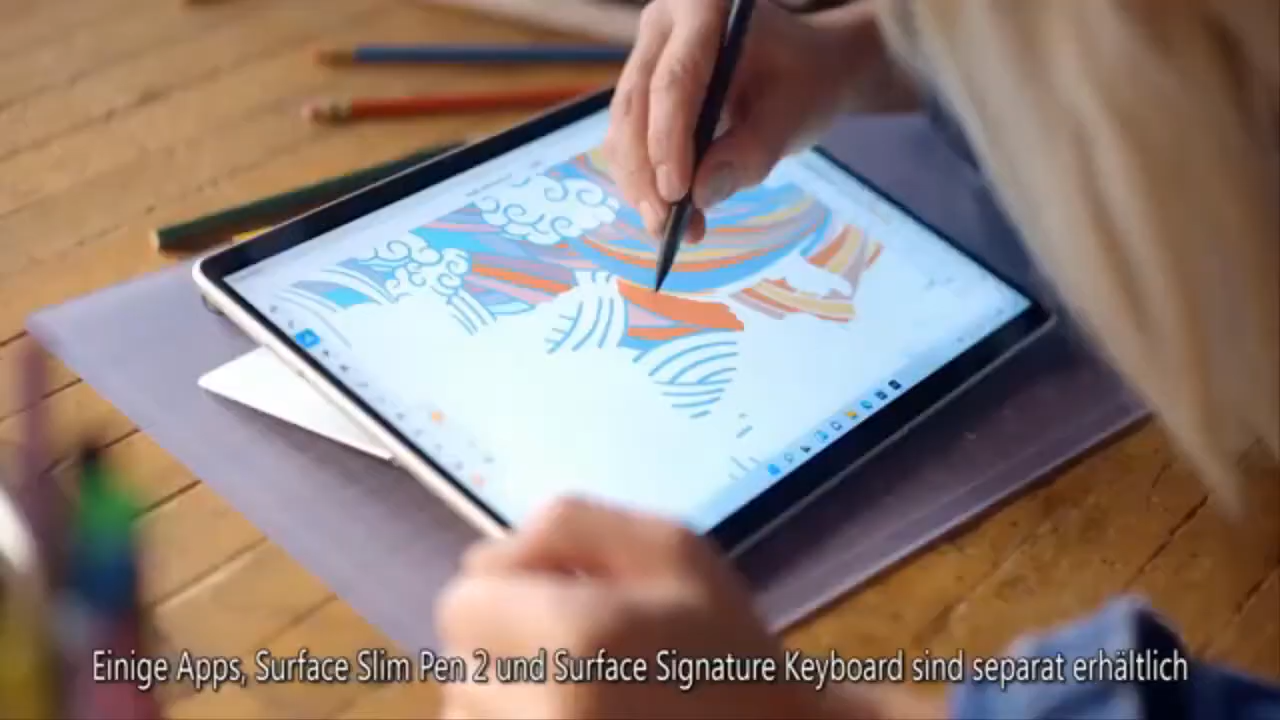 Einige Apps, Surface Slim Pen 2 und Surface Signature Keyboard sind separat erhältlich